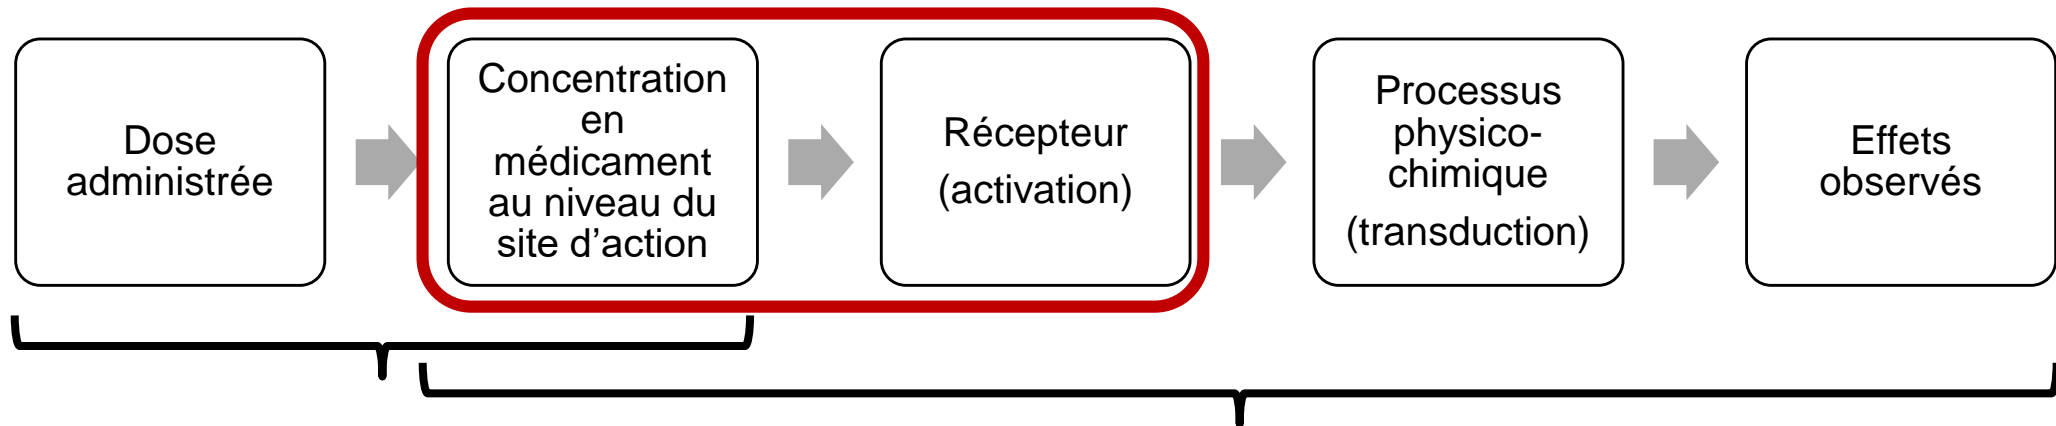 Dose
administrée
Concentration
en
médicament
au niveau du
site d’action
Récepteur
(activation)
Processus
physico-
chimique
(transduction)
Effets
observés